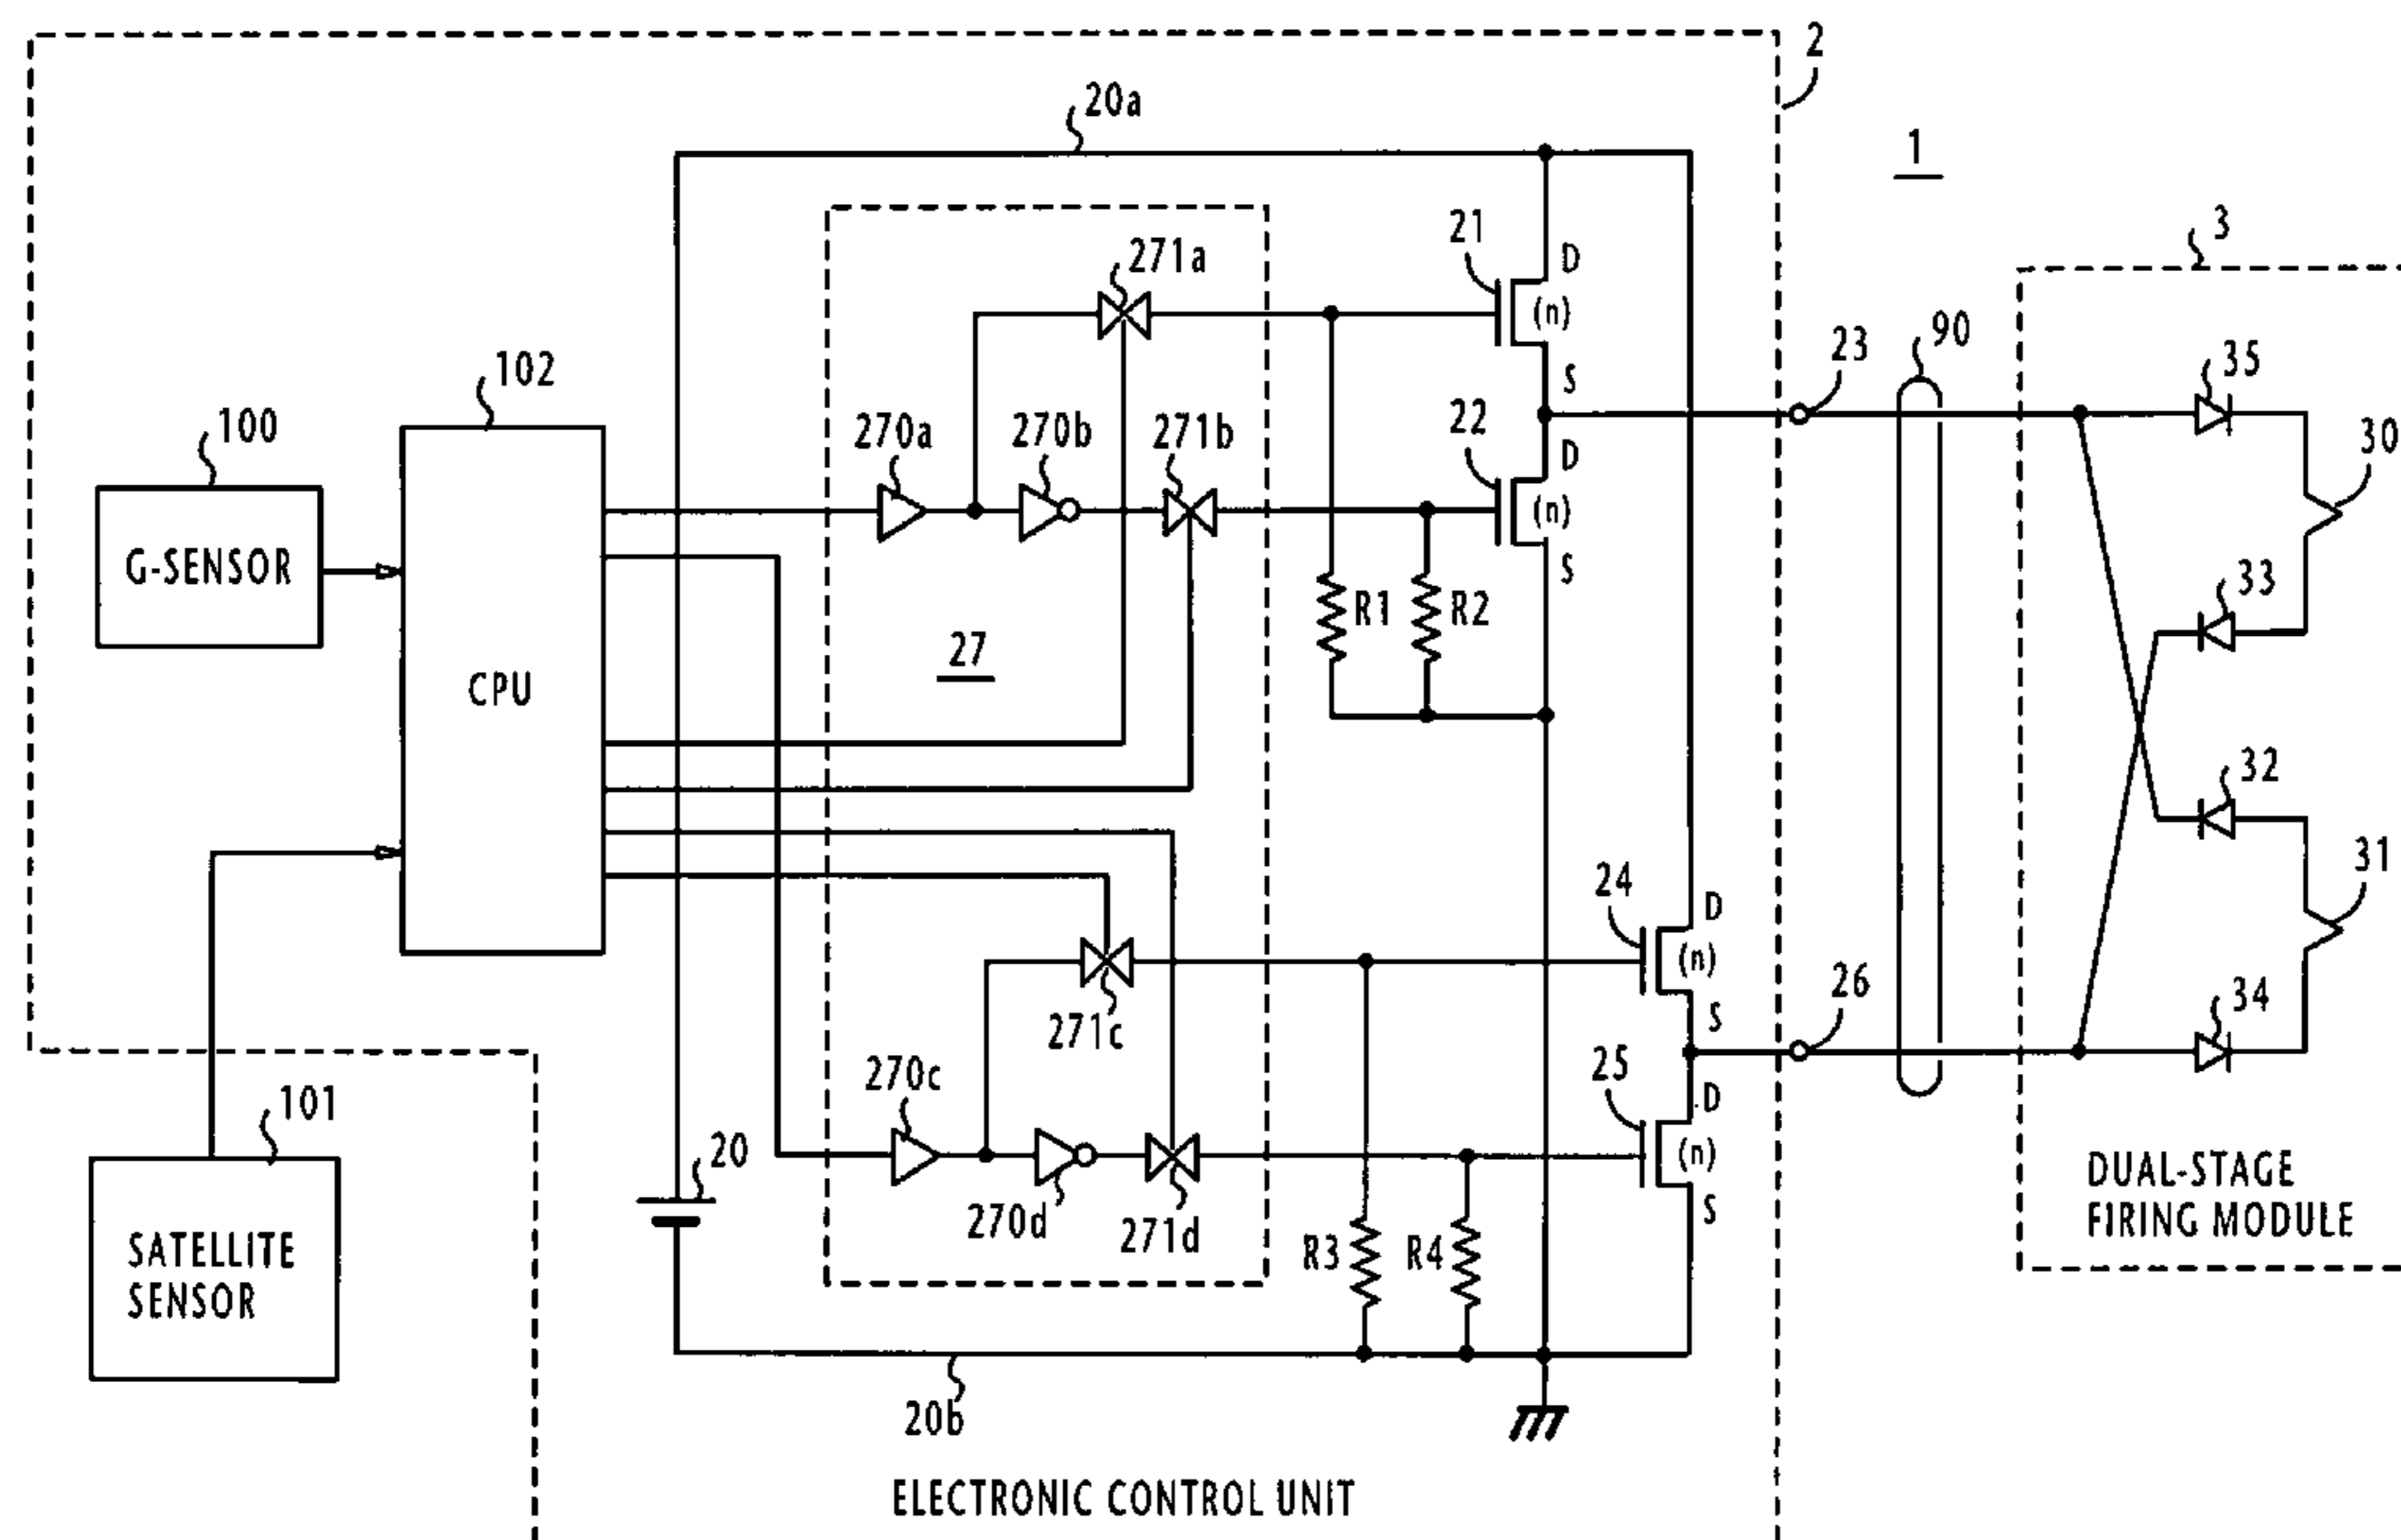 2
20a
1
3
21
D
271a
(n)
S
23
90
35
102
100
270a
270b
271b
22
D
(n)
S
30
G-SENSOR
CPU
27
R1
R2
33
32
24
D
(n)
S
31
26
34
271c
25
D
(n)
S
270c
101
20
270d
271d
R3
R4
DUAL-STAGE
FIRING MODULE
SATELLITE
SENSOR
20b
ELECTRONIC CONTROL UNIT